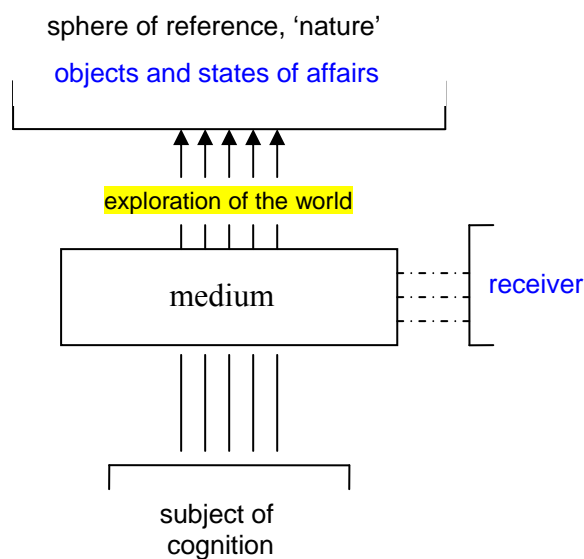 sphere of reference, ‘nature’
objects and states of affairs
exploration of the world
medium
receiver
subject of
cognition